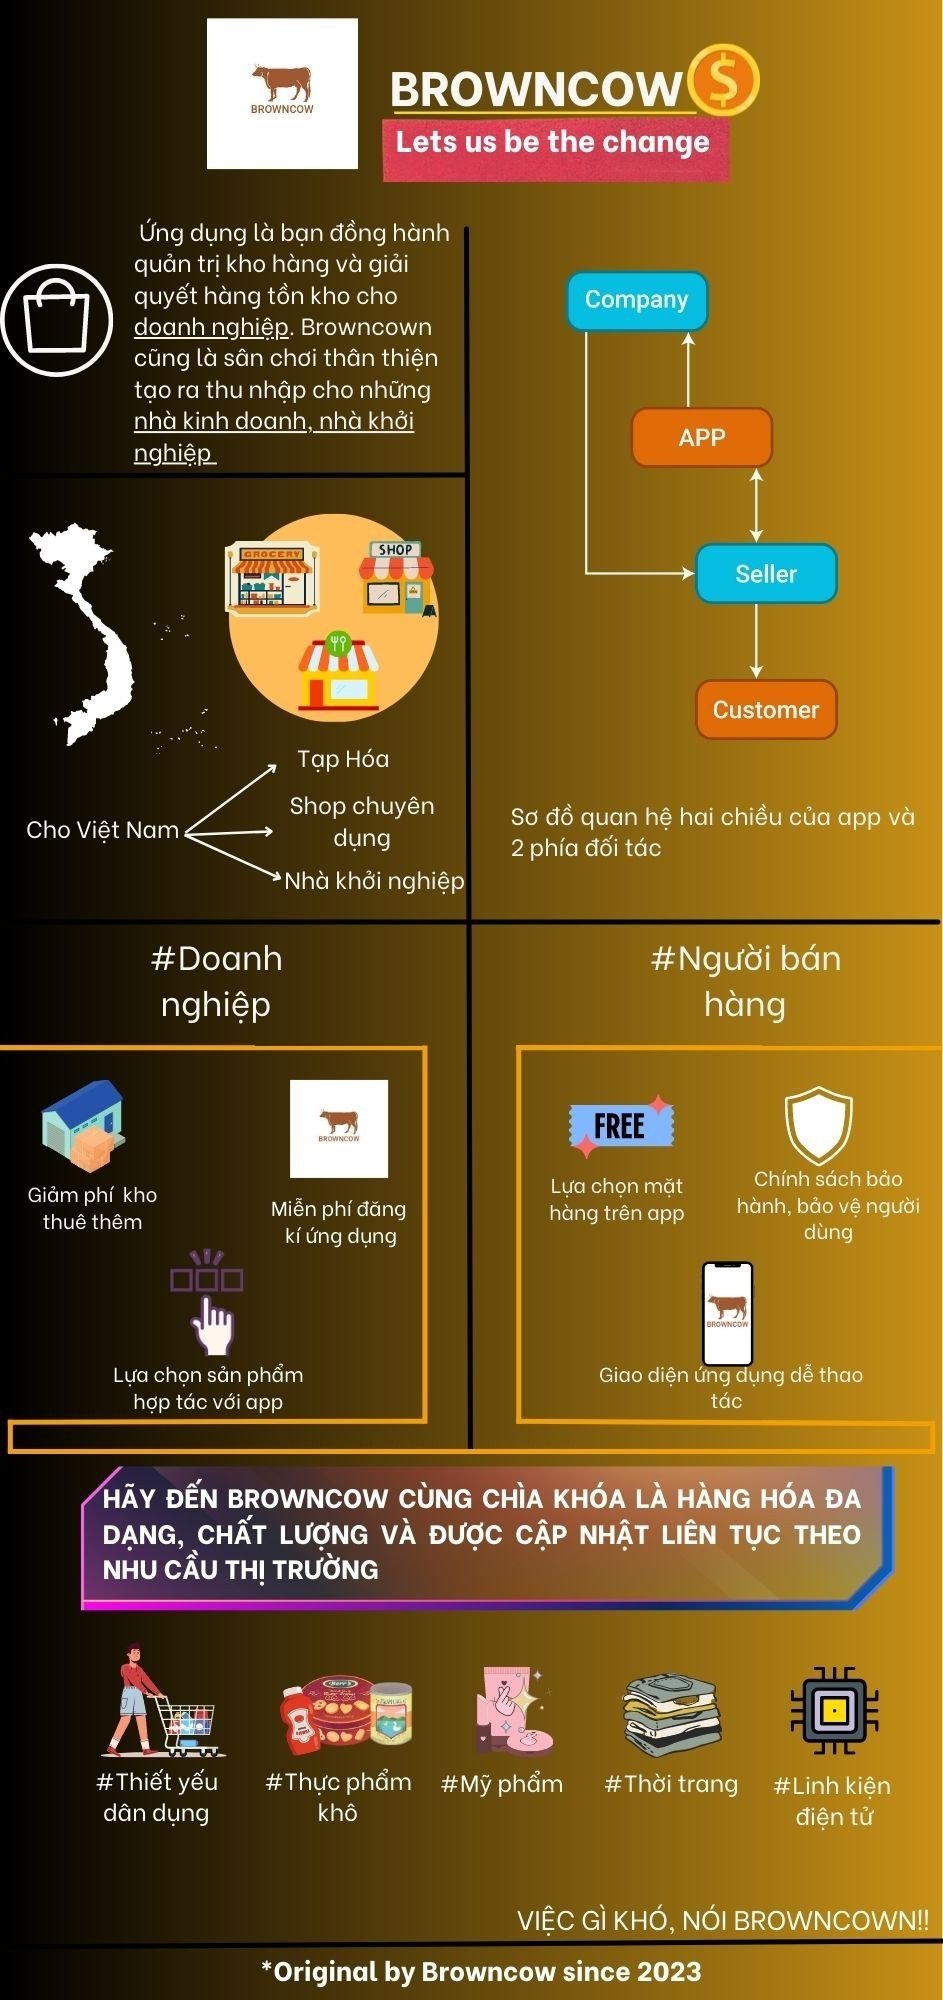 BROWNCOW
BROWNCOW
Lets us be the change
Ứng dụng là bạn đồng hành
quản trị kho hàng và giải
quyết hàng tồn kho cho
doanh nghiệp. Browncown
cũng là sân chơi thân thiện
tạo ra thu nhập cho những
nhà kinh doanh, nhà khởi
nghiệp
Company
APP
Seller
Customer
Sơ đồ quan hệ hai chiều của app và
2 phía đối tác
GROCERY
SHOP
Cho Việt Nam
Tạp Hóa
Shop chuyên
dụng
Nhà khởi nghiệp
#Doanh
nghiệp
BROWNCOW
Giảm phí kho
thuê thêm
Miễn phí đăng
kí ứng dụng
Lựa chọn sản phẩm
hợp tác với app
#Người bán
hàng
FREE
Lựa chọn mặt
hàng trên app
Chính sách bảo
hành, bảo vệ người
dùng
BROWNCOW
Giao diện ứng dụng dễ thao
tác
HÃY ĐẾN BROWNCOW CÙNG CHÌA KHÓA LÀ HÀNG HÓA ĐA
DẠNG, CHẤT LƯỢNG VÀ ĐƯỢC CẬP NHẬT LIÊN TỤC THEO
NHU CẦU THỊ TRƯỜNG
#Thiết yếu
dân dụng
#Thực phẩm
khô
#Mỹ phẩm
#Thời trang
#Linh kiện
điện tử
VIỆC GÌ KHÓ, NÓI BROWNCOWN!!
*Original by Browncow since 2023